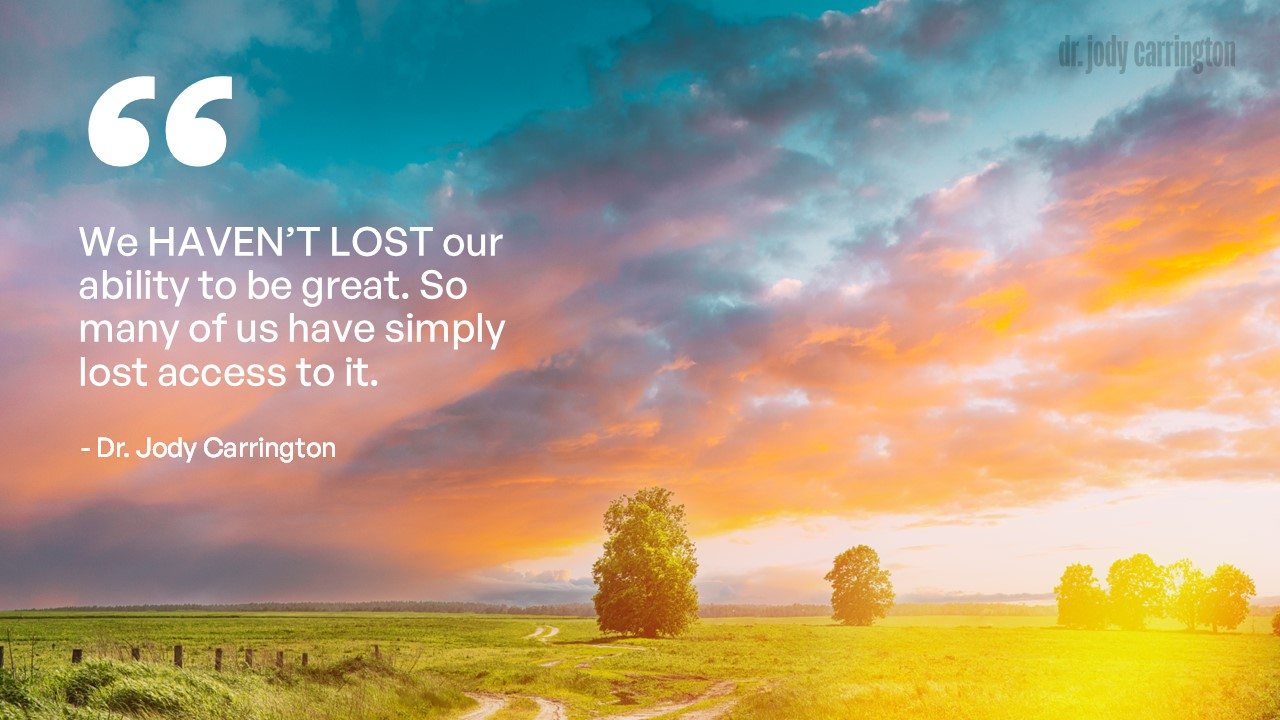 dr. jody carrington
“
We HAVEN’T LOST our
ability to be great. So
many of us have simply
lost access to it.
- Dr. Jody Carrington